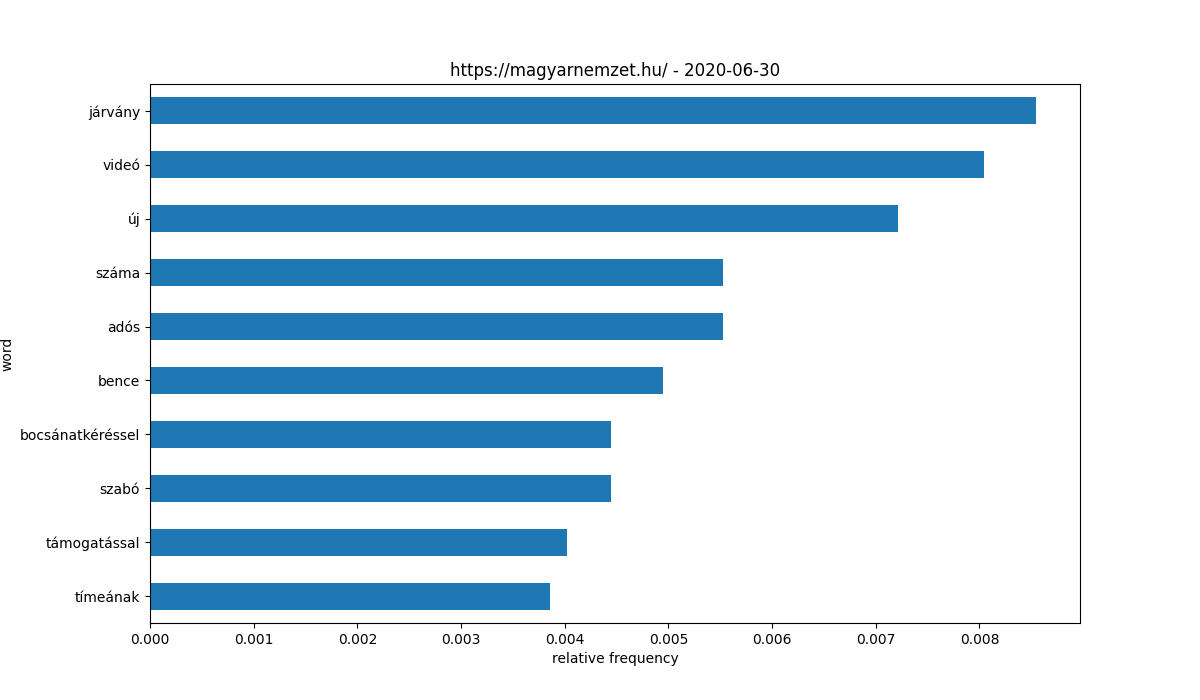 https://magyarnemzet.hu/ - 2020-06-30
járvány
videó
új
száma
adós
bence
bocsánatkéréssel
szabó
támogatással
tímeának
word
0.000 0.001 0.002 0.003 0.004 0.005 0.006 0.007 0.008
relative frequency